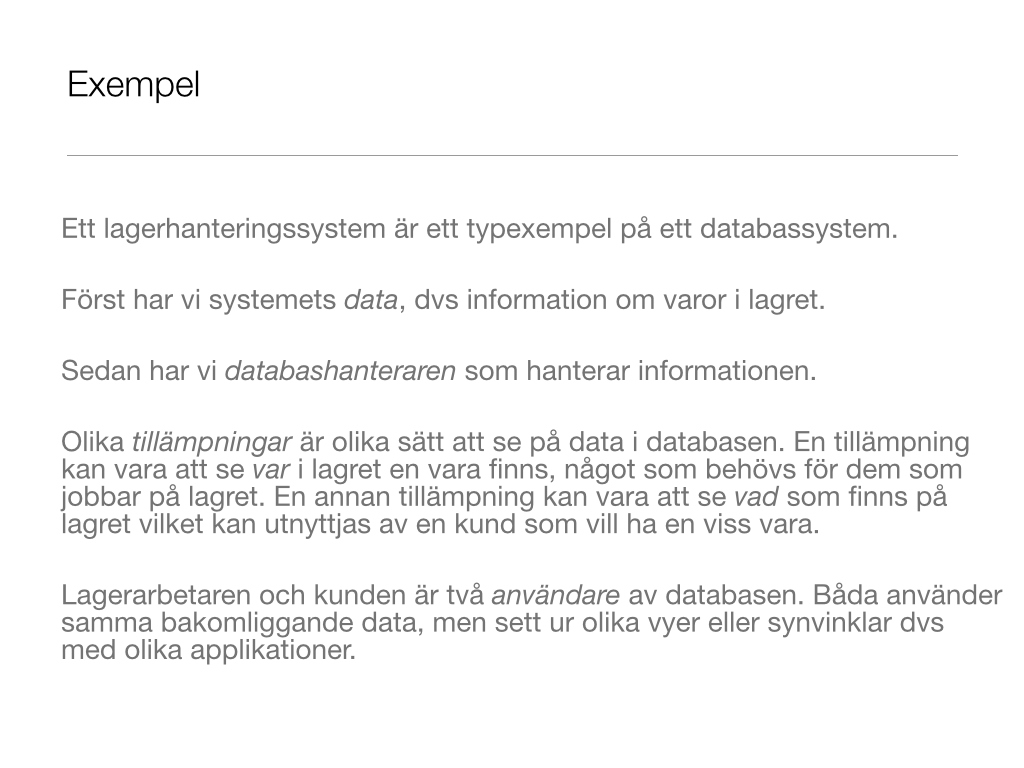 Exempel
Ett lagerhanteringssystem är ett typexempel på ett databassystem.
Först har vi systemets data, dvs information om varor i lagret.
Sedan har vi databashanteraren som hanterar informationen.
Olika tillämpningar är olika sätt att se på data i databasen. En tillämpning
kan vara att se var i lagret en vara finns, något som behövs för dem som
jobbar på lagret. En annan tillämpning kan vara att se vad som finns på
lagret vilket kan utnyttjas av en kund som vill ha en viss vara.
Lagerarbetaren och kunden är två användare av databasen. Båda använder
samma bakomliggande data, men sett ur olika vyer eller synvinklar dvs
med olika applikationer.